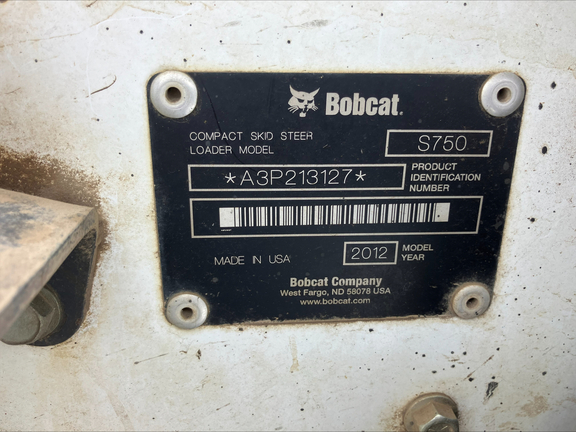 Bobcat.
COMPACT SKID STEER
LOADER MODEL
S750
*A3P213127*
PRODUCT
IDENTIFICATION
NUMBER
MADE IN USA
2012
MODEL
YEAR
Bobcat Company
West Fargo, ND 58078 USA
www.bobcat.com